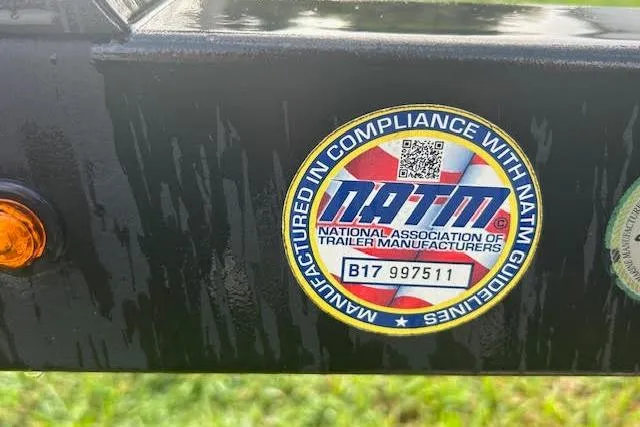 MANUFACTURED IN COMPLIANCE WITH NATM GUIDELINES
NATM©
NATIONAL ASSOCIATION OF
TRAILER MANUFACTURERS
B17 997511